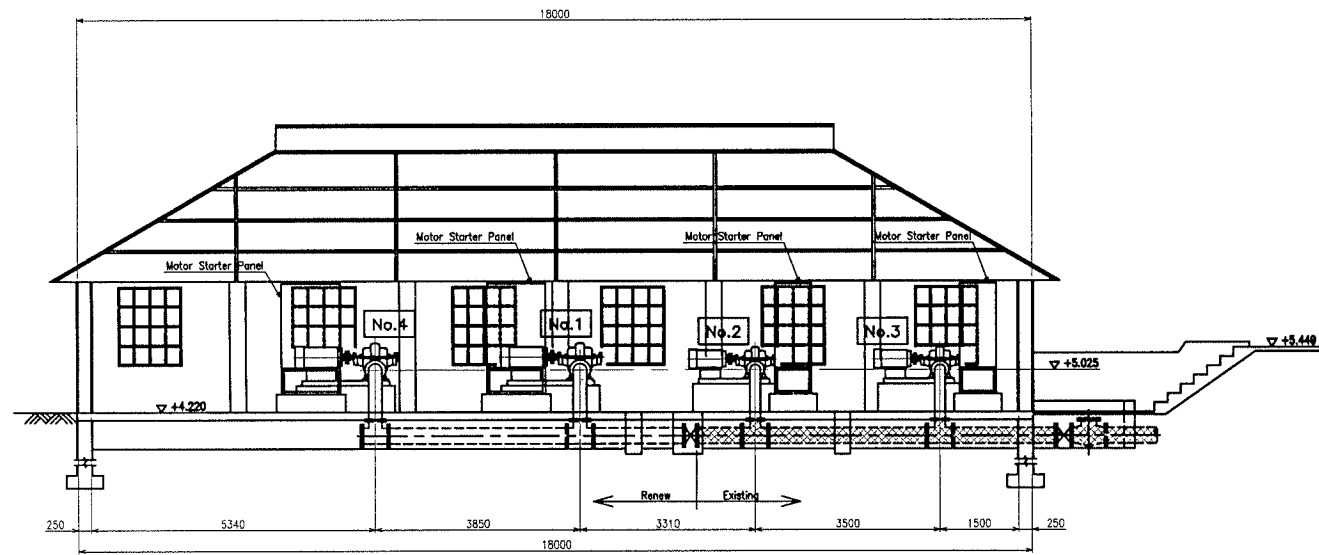 18000
Motor Starter Panel
Motor Starter Panel
Motor Starter Panel
Motor Starter Panel
No.4
No.1
No.2
No.3
+5.449
+5.025
+4.220
Renew
Existing
250
5340
3850
3310
3500
1500
250
18000